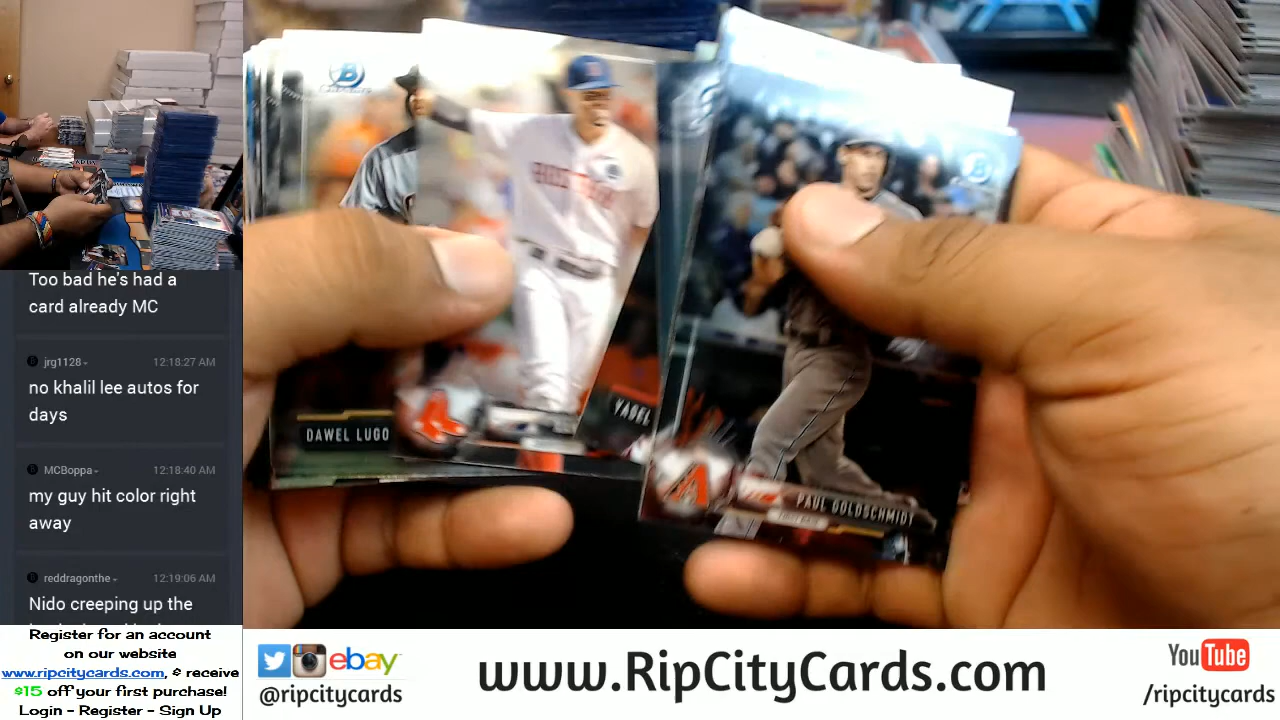 Too bad he's had a
card already MC
jrg1128
12:18:27 AM
no khalil lee autos for
days
MCBoppa
12:18:40 AM
my guy hit color right
away
reddragonthe
12:19:06 AM
Nido creeping up the
Register for an account
on our website
www.ripcitycards.com, & receive
$15 off your first purchase!
Login - Register - Sign Up
DAWEL LUGO
BOSTON
YASEL
PAUL GOLDSCHMIDT
ebay
@ripcitycards
www.RipCityCards.com
YouTube
/ripcitycards